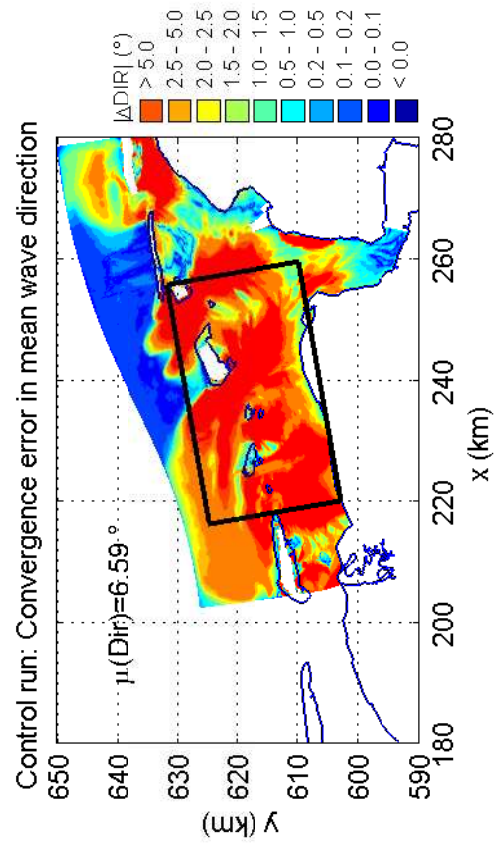 Control run: Convergence error in mean wave direction
|ΔDIR| (°)
> 5.0
2.5 - 5.0
2.0 - 2.5
1.5 - 2.0
1.0 - 1.5
0.5 - 1.0
0.2 - 0.5
0.1 - 0.2
0.0 - 0.1
< 0.0
μ(Dir)=6.59 °
650
640
630
620
610
600
590
y (km)
180
200
220
240
260
280
x (km)